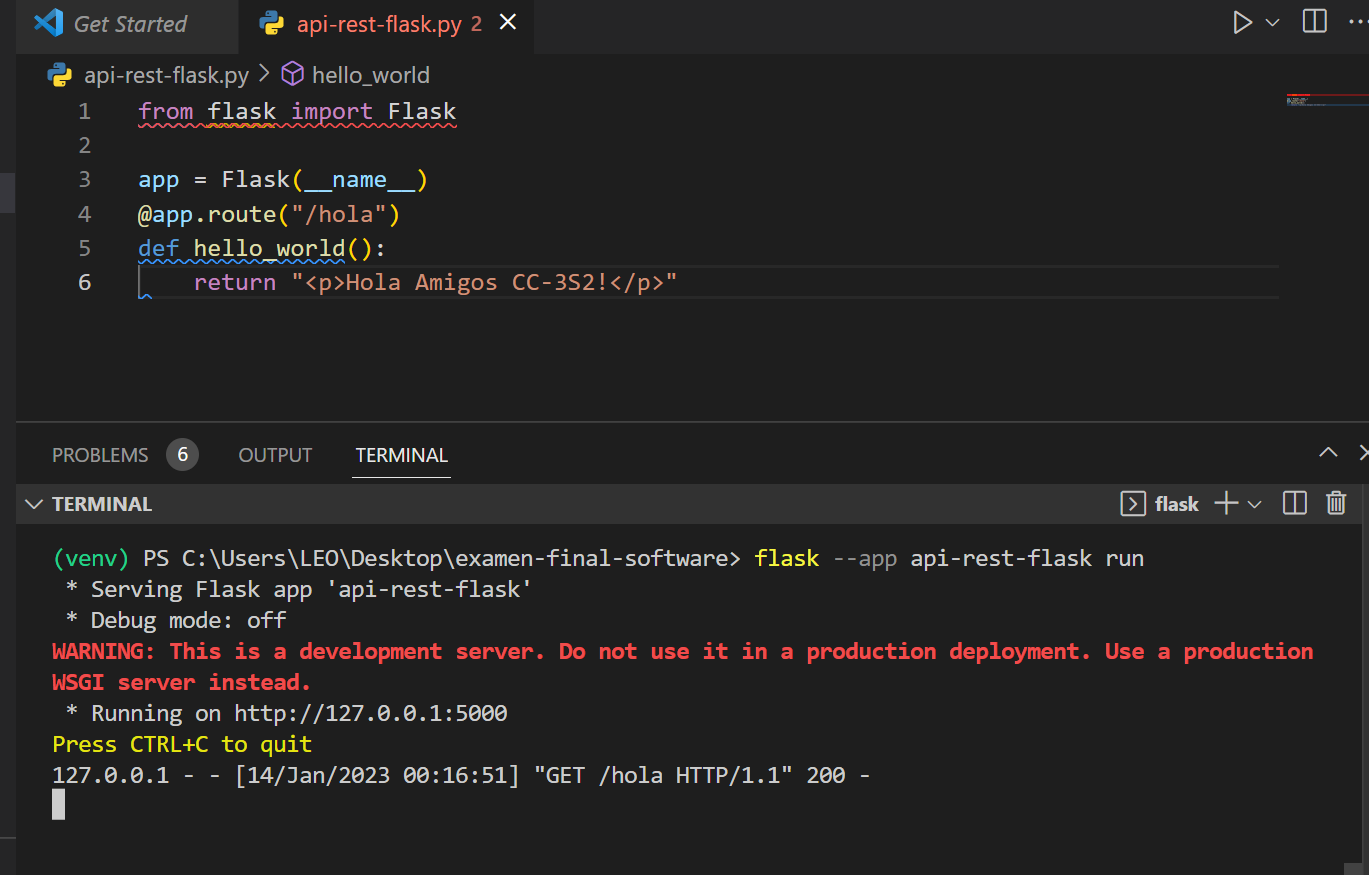 Get Started api-rest-flask.py 2
api-rest-flask.py > hello_world
1 from flask import Flask
2
3 app = Flask(__name__)
4 @app.route("/hola")
5 def hello_world():
6     return "<p>Hola Amigos CC-3S2!</p>"
PROBLEMS 6 OUTPUT TERMINAL
TERMINAL flask
(venv) PS C:\Users\LEO\Desktop\examen-final-software> flask --app api-rest-flask run
 * Serving Flask app 'api-rest-flask'
 * Debug mode: off
WARNING: This is a development server. Do not use it in a production deployment. Use a production
WSGI server instead.
 * Running on http://127.0.0.1:5000
Press CTRL+C to quit
127.0.0.1 - - [14/Jan/2023 00:16:51] "GET /hola HTTP/1.1" 200 -